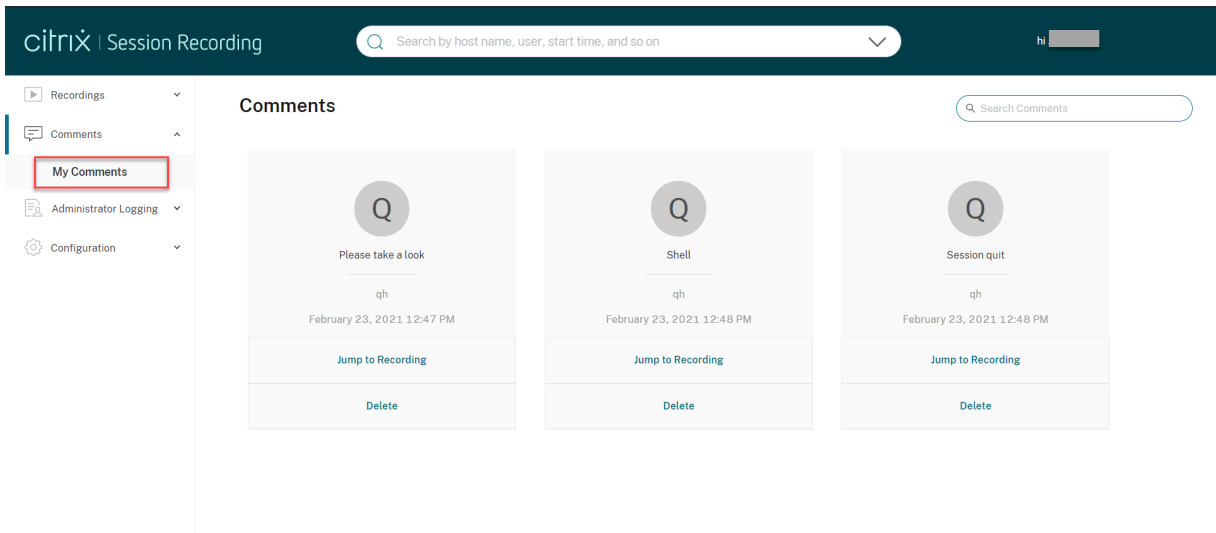 citrix | Session Recording
Search by host name, user, start time, and so on
hi
Recordings
Comments
My Comments
Administrator Logging
Configuration
Comments
Search Comments
Q
Please take a look
qh
February 23, 2021 12:47 PM
Jump to Recording
Delete
Q
Shell
qh
February 23, 2021 12:48 PM
Jump to Recording
Delete
Q
Session quit
qh
February 23, 2021 12:48 PM
Jump to Recording
Delete